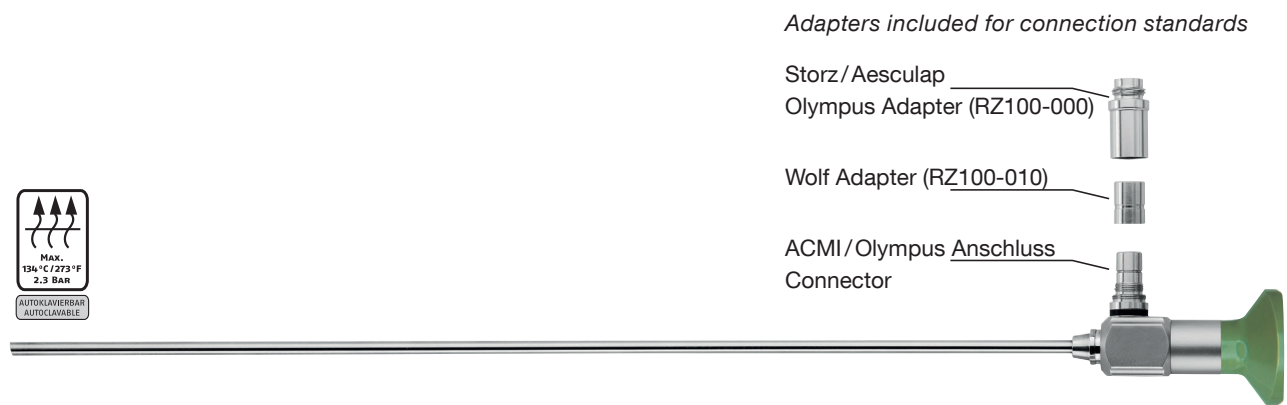 Adapters included for connection standards
Storz/Aesculap
Olympus Adapter (RZ100-000)
Wolf Adapter (RZ100-010)
ACMI/Olympus Anschluss
Connector
MAX.
134°C/273°F
2.3 BAR
AUTOKLAVIERBAR
AUTOCLAVABLE